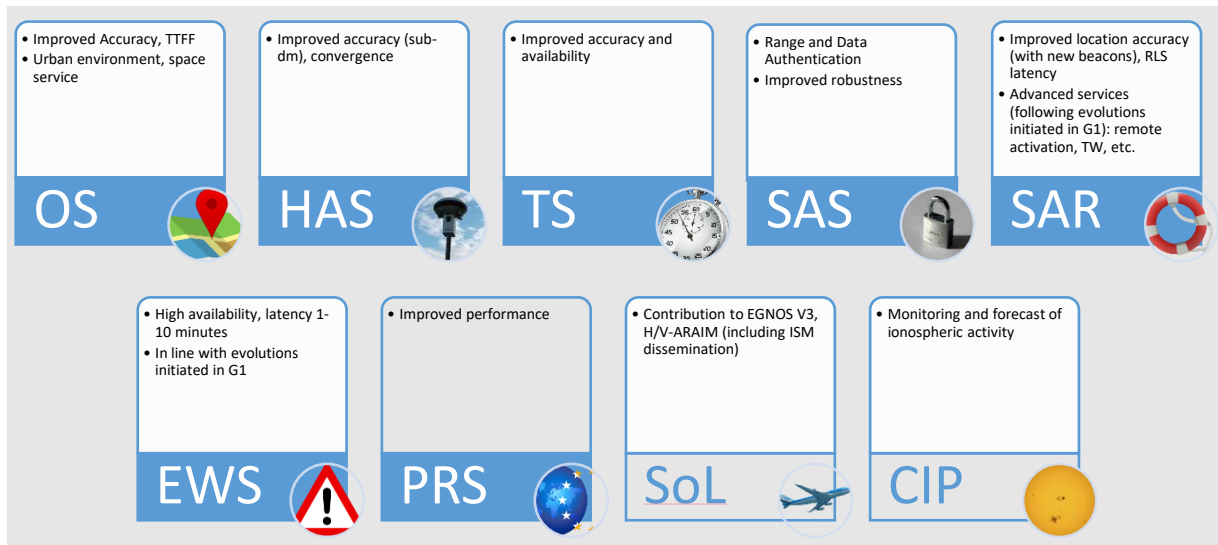 • Improved Accuracy, TTFF
• Urban environment, space
service
OS
• Improved accuracy (sub-
dm), convergence
HAS
• Improved accuracy and
availability
TS
• Range and Data
Authentication
• Improved robustness
SAS
• Improved location accuracy
(with new beacons), RLS
latency
• Advanced services
(following evolutions
initiated in G1): remote
activation, TW, etc.
SAR
• High availability, latency 1-
10 minutes
• In line with evolutions
initiated in G1
EWS
• Improved performance
PRS
• Contribution to EGNOS V3,
H/V-ARAIM (including ISM
dissemination)
SoL
• Monitoring and forecast of
ionospheric activity
CIP